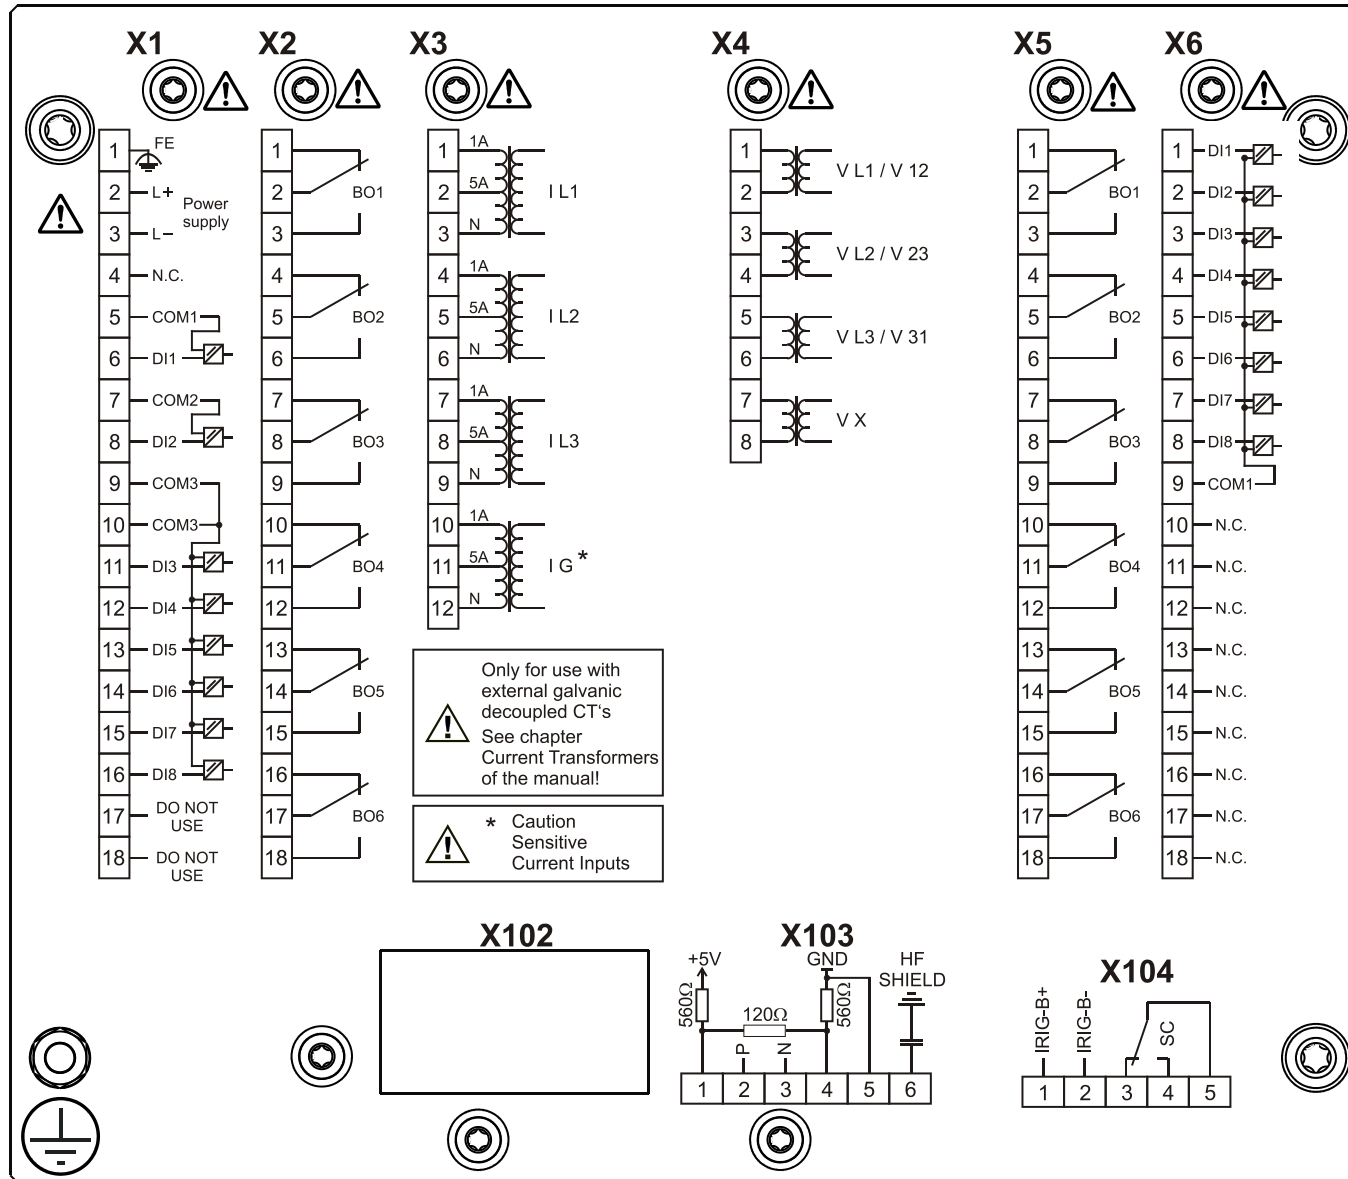 X1
X2
X3
X4
X5
X6
1 FE
2 L+
Power
supply
3 L−
4 N.C.
5 COM1
6 DI1
7 COM2
8 DI2
9 COM3
10 COM3
11 DI3
12 DI4
13 DI5
14 DI6
15 DI7
16 DI8
17 DO NOT
USE
18 DO NOT
USE
1
2 BO1
3
4
5 BO2
6
7
8 BO3
9
10
11 BO4
12
13
14 BO5
15
16
17 BO6
18
1 1A
2 5A I L1
3 N
4 1A
5 5A I L2
6 N
7 1A
8 5A I L3
9 N
10 1A
11 5A I G *
12 N
Only for use with
external galvanic
decoupled CT‘s
See chapter
Current Transformers
of the manual!
* Caution
Sensitive
Current Inputs
1
V L1 / V 12
2
3
V L2 / V 23
4
5
V L3 / V 31
6
7
V X
8
1
2 BO1
3
4
5 BO2
6
7
8 BO3
9
10
11 BO4
12
13
14 BO5
15
16
17 BO6
18
1 DI1
2 DI2
3 DI3
4 DI4
5 DI5
6 DI6
7 DI7
8 DI8
9 COM1
10 N.C.
11 N.C.
12 N.C.
13 N.C.
14 N.C.
15 N.C.
16 N.C.
17 N.C.
18 N.C.
X102
X103
+5V
GND
HF
SHIELD
560Ω
120Ω
560Ω
P
N
1 2 3 4 5 6
X104
IRIG-B+
IRIG-B-
SC
1 2 3 4 5